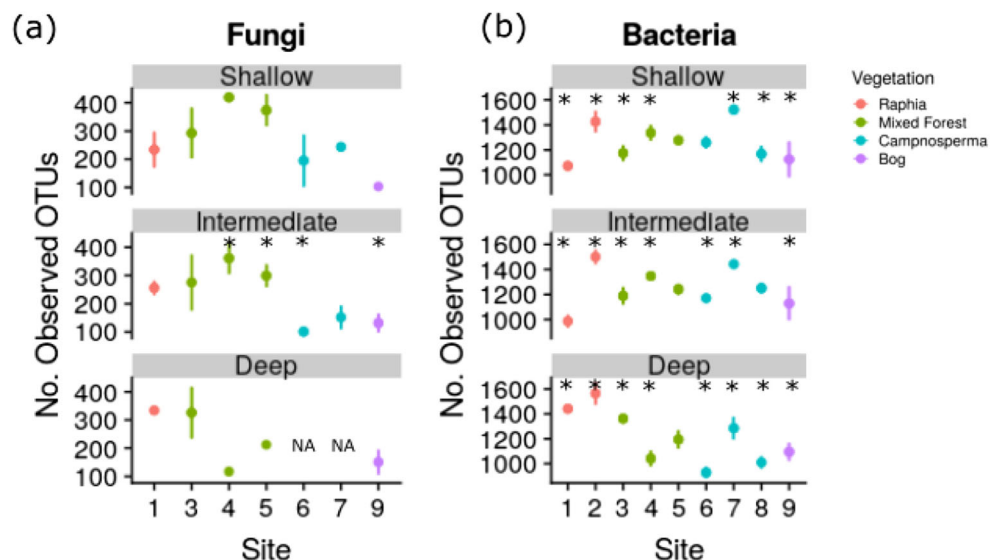 (a)
Fungi
Shallow
400
300
200
100
Intermediate
* * * *
400
300
200
100
Deep
400
300
200
100
NA NA
1 3 4 5 6 7 9
Site
No. Observed OTUs
(b)
Bacteria
Shallow
* * * * * * *
1600
1400
1200
1000
Intermediate
* * * * * * *
1600
1400
1200
1000
Deep
* * * * * * * *
1600
1400
1200
1000
1 2 3 4 5 6 7 8 9
Site
No. Observed OTUs
Vegetation
Raphia
Mixed Forest
Campnosperma
Bog